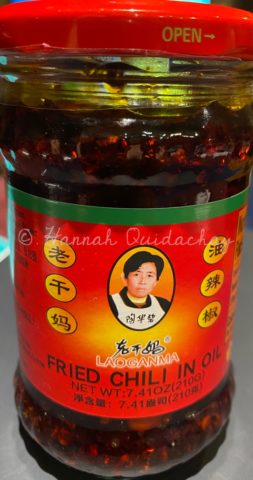 OPEN→
© Hannah Quidachay
老干妈
油辣椒
陶华碧
老干妈®
LAOGANMA
FRIED CHILI IN OIL
NET WT:7.41OZ(210G)
淨含量: 7.41盎司(210克)